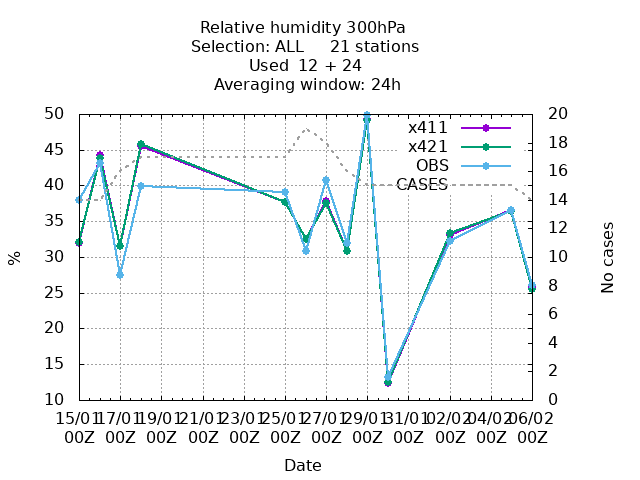 Relative humidity 300hPa
Selection: ALL     21 stations
Used  12 + 24
Averaging window: 24h
50
45
40
35
30
25
20
15
10
%
20
18
16
14
12
10
8
6
4
2
0
No cases
x411
x421
OBS
CASES
15/01 17/01 19/01 21/01 23/01 25/01 27/01 29/01 31/01 02/02 04/02 06/02
00Z 00Z 00Z 00Z 00Z 00Z 00Z 00Z 00Z 00Z 00Z 00Z
Date